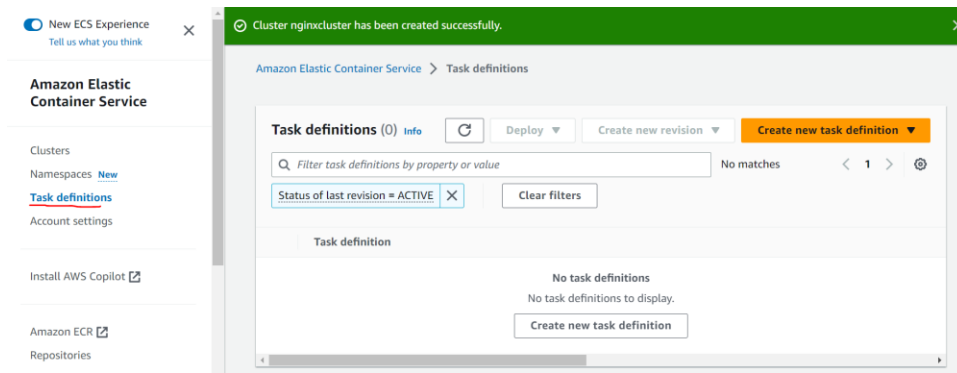 New ECS Experience
Tell us what you think
Amazon Elastic
Container Service
Clusters
Namespaces New
Task definitions
Account settings
Install AWS Copilot
Amazon ECR
Repositories
Cluster nginxcluster has been created successfully.
Amazon Elastic Container Service > Task definitions
Task definitions (0) Info Deploy Create new revision Create new task definition
Filter task definitions by property or value No matches 1
Status of last revision = ACTIVE Clear filters
Task definition
No task definitions
No task definitions to display.
Create new task definition